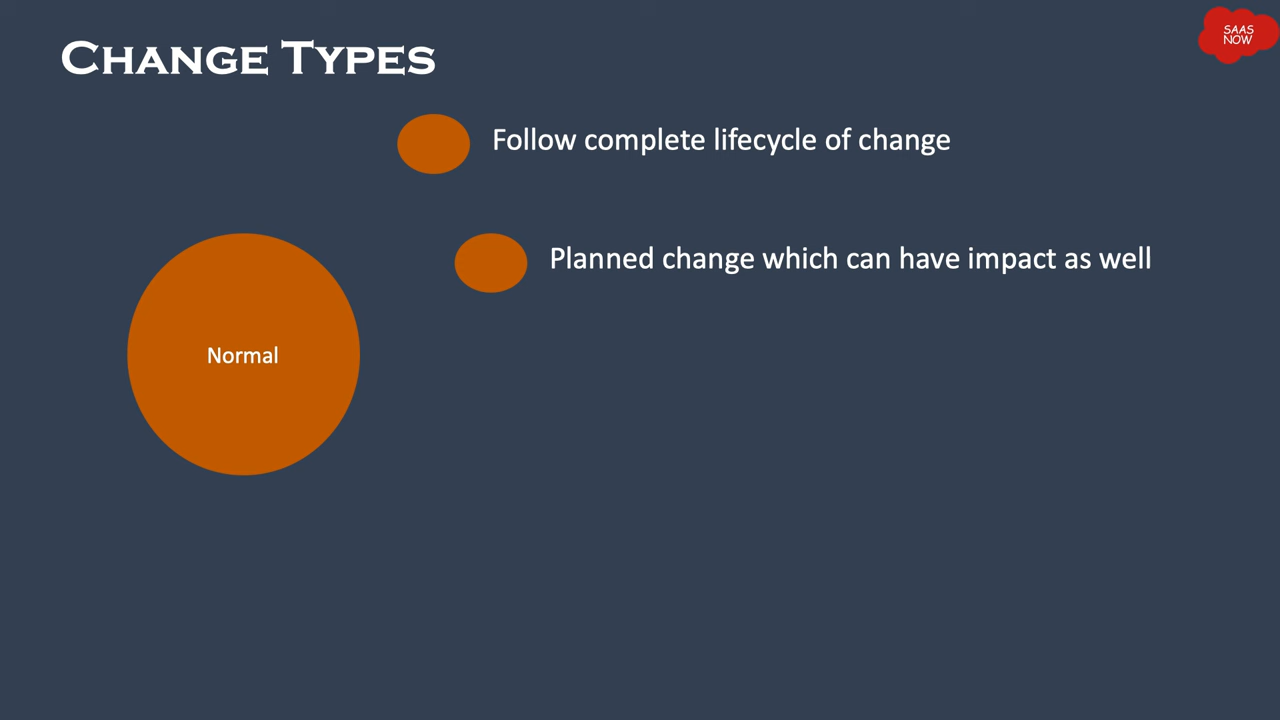 CHANGE TYPES
SAAS
NOW
Follow complete lifecycle of change
Planned change which can have impact as well
Normal